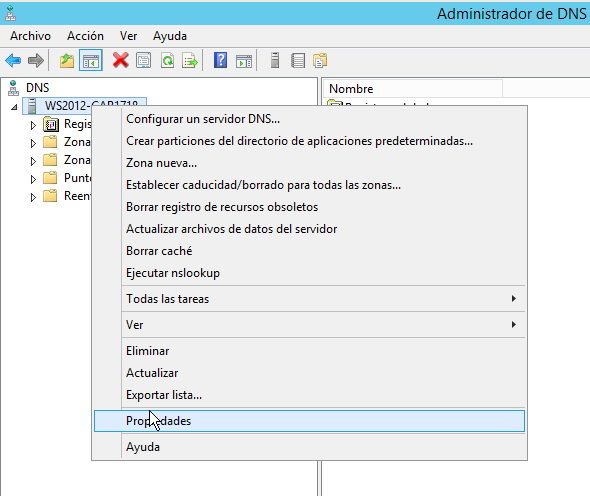 Administrador de DNS
Archivo Acción Ver Ayuda
DNS
Nombre
Configurar un servidor DNS...
Crear particiones del directorio de aplicaciones predeterminadas...
Zona nueva...
Establecer caducidad/borrado para todas las zonas...
Borrar registro de recursos obsoletos
Actualizar archivos de datos del servidor
Borrar caché
Ejecutar nslookup
Todas las tareas
Ver
Eliminar
Actualizar
Exportar lista...
Propiedades
Ayuda
Regis
Zona
Zona
Punto
Reen